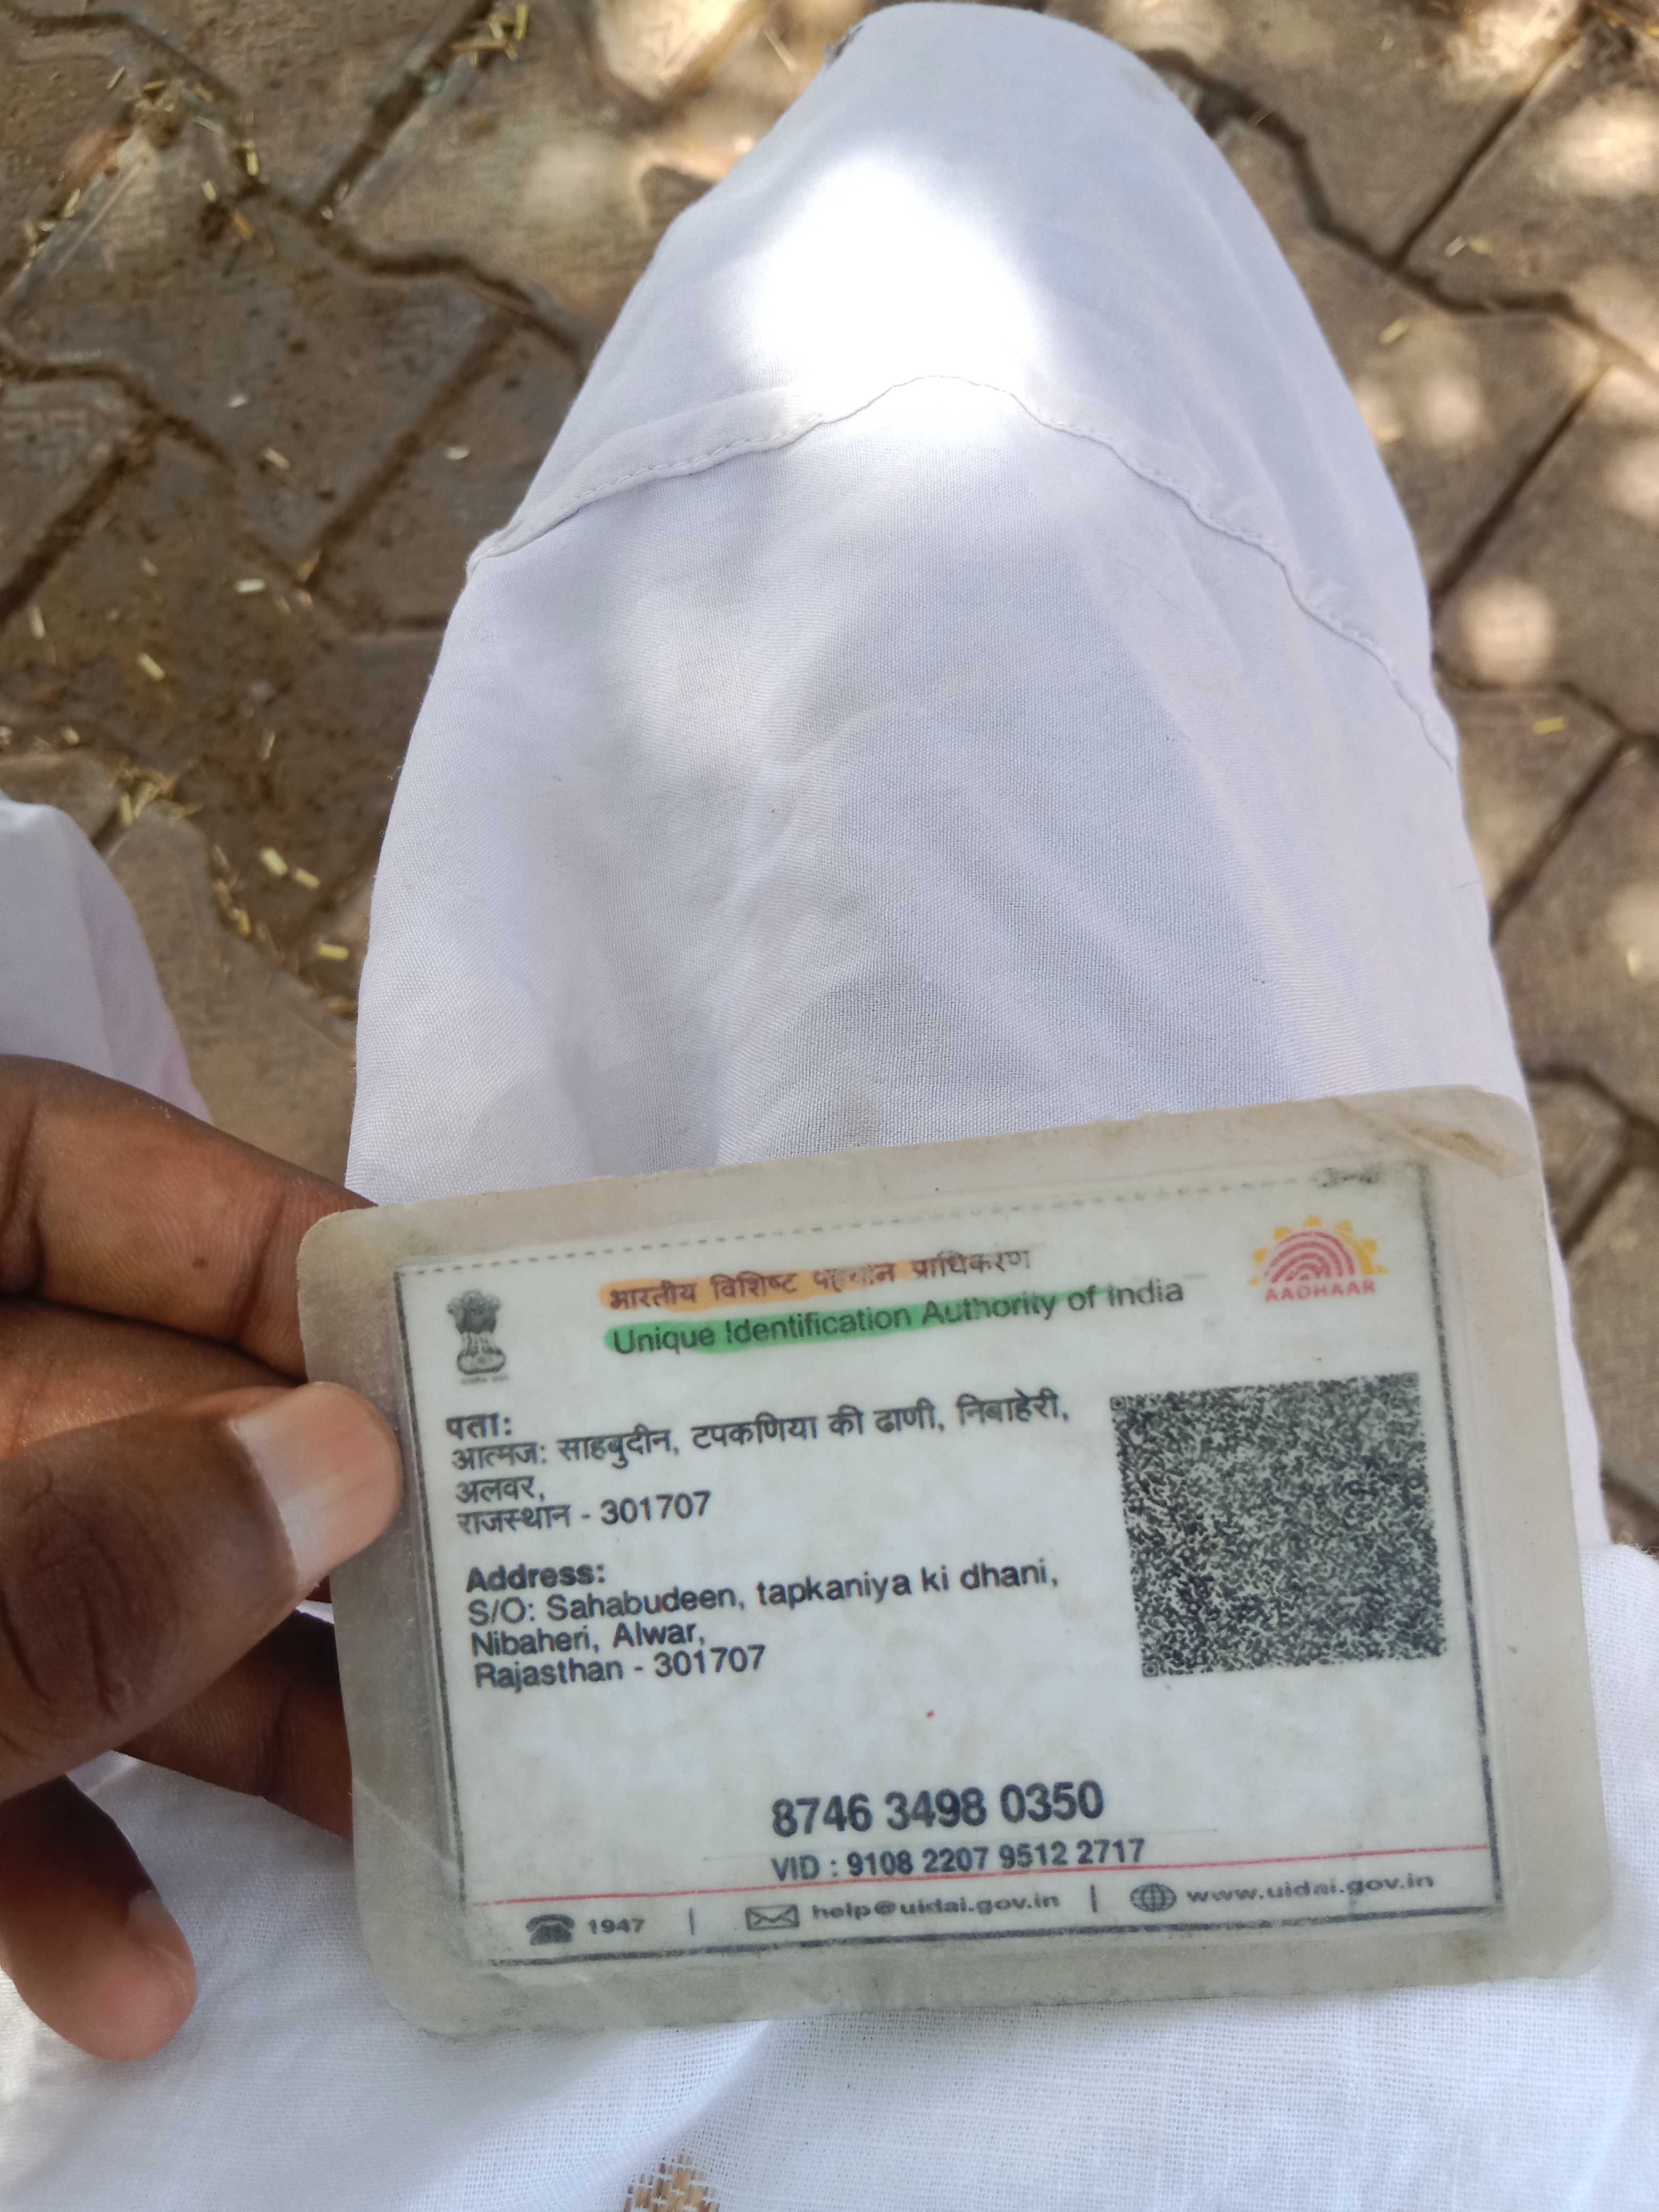 भारतीय विशिष्ट पहचान प्राधिकरण
Unique Identification Authority of India
AADHAAR
पता:
आत्मज: साहबुदीन, टपकणिया की ढाणी, निबाहेरी,
अलवर,
राजस्थान - 301707
Address:
S/O: Sahabudeen, tapkaniya ki dhani,
Nibaheri, Alwar,
Rajasthan - 301707
8746 3498 0350
VID : 9108 2207 9512 2717
1947 | help@uidai.gov.in | www.uidai.gov.in